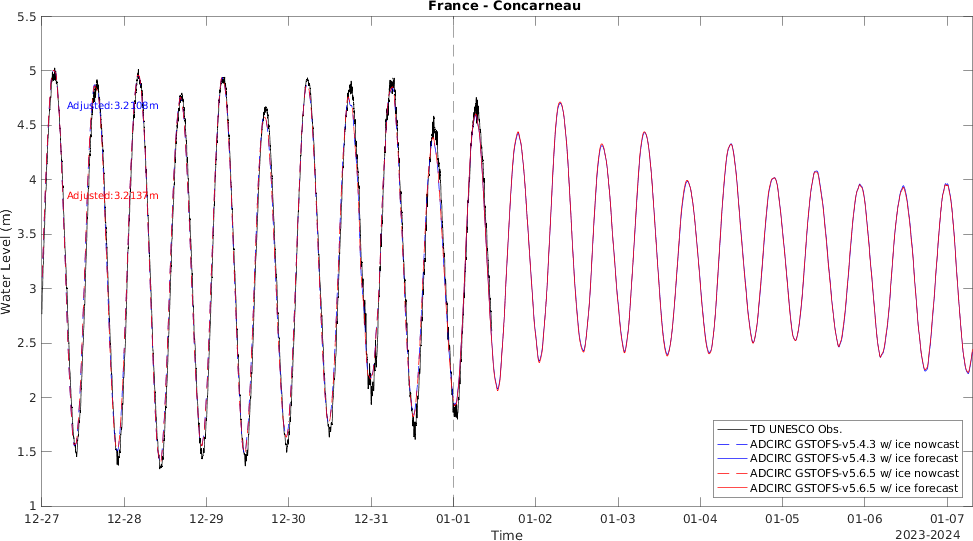 France - Concarneau
5.5
5
4.5
4
3.5
3
2.5
2
1.5
1
Water Level (m)
Adjusted:3.2108m
Adjusted:3.2137m
TD UNESCO Obs.
ADCIRC GSTOFS-v5.4.3 w/ ice nowcast
ADCIRC GSTOFS-v5.4.3 w/ ice forecast
ADCIRC GSTOFS-v5.6.5 w/ ice nowcast
ADCIRC GSTOFS-v5.6.5 w/ ice forecast
12-27 12-28 12-29 12-30 12-31 01-01 01-02 01-03 01-04 01-05 01-06 01-07
Time
2023-2024